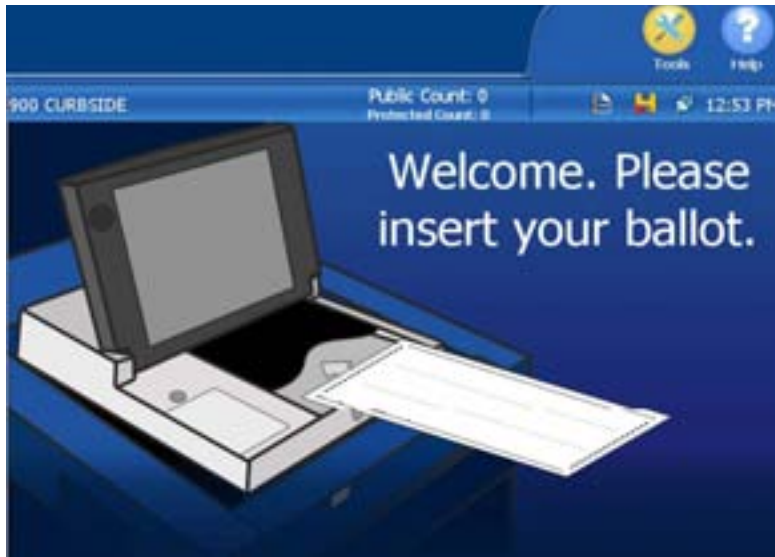 Tools Help
900 CURBSIDE
Public Count: 0
Protected Count: 0
12:53 PM
Welcome. Please
insert your ballot.